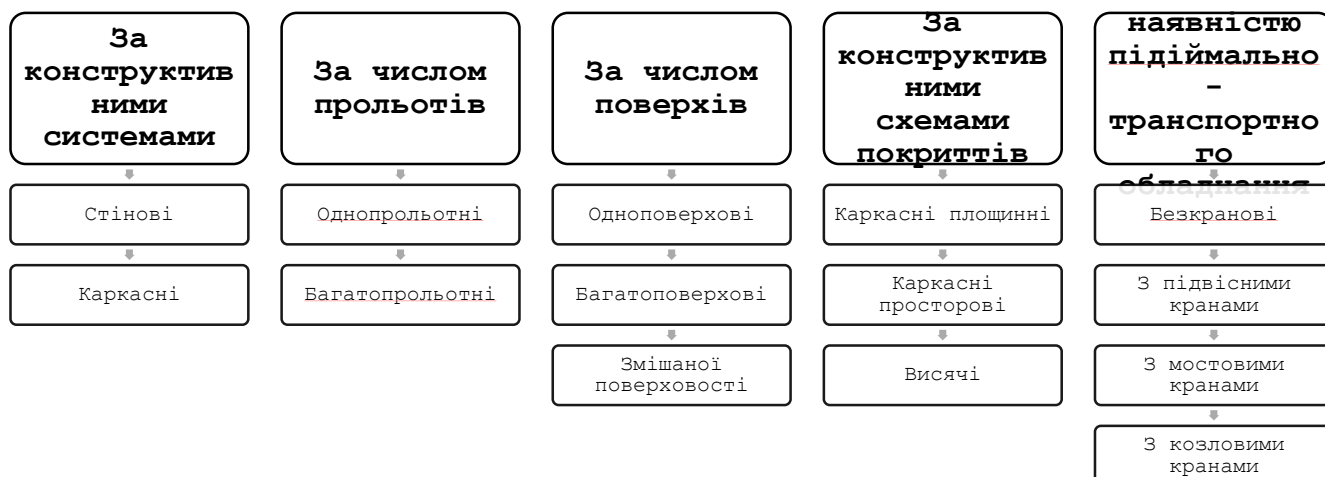 За
конструктив
ними
системами
Стінові
Каркасні
За числом
прольотів
Однопрольотні
Багатопрольотні
За числом
поверхів
Одноповерхові
Багатоповерхові
Змішаної
поверховості
За
конструктив
ними
схемами
покриттів
Каркасні площинні
Каркасні
просторові
Висячі
наявністю
підіймально
–
транспортно
го
обладнання
Безкранові
З підвісними
кранами
З мостовими
кранами
З козловими
кранами